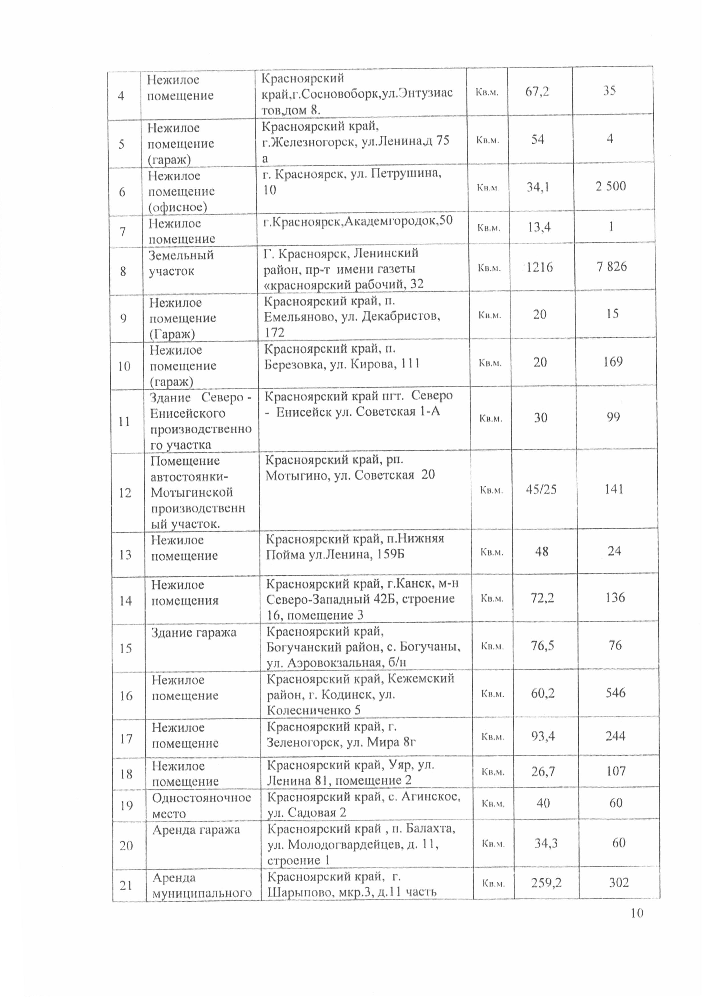 4
Нежилое
помещение
Красноярский
край,г.Сосновоборк,ул.Энтузиас
тов,дом 8.
Кв.м.
67,2
35
5
Нежилое
помещение
(гараж)
Красноярский край,
г.Железногорск, ул.Ленина,д 75
а
Кв.м.
54
4
6
Нежилое
помещение
(офисное)
г. Красноярск, ул. Петрушина,
10
Кв.м.
34,1
2 500
7
Нежилое
помещение
г.Красноярск,Академгородок,50
Кв.м.
13,4
1
8
Земельный
участок
Г. Красноярск, Ленинский
район, пр-т имени газеты
«красноярский рабочий, 32
Кв.м.
1216
7 826
9
Нежилое
помещение
(Гараж)
Красноярский край, п.
Емельяново, ул. Декабристов,
172
Кв.м.
20
15
10
Нежилое
помещение
(гараж)
Красноярский край, п.
Березовка, ул. Кирова, 111
Кв.м.
20
169
11
Здание Северо -
Енисейского
производственно
го участка
Красноярский край пгт. Северо
- Енисейск ул. Советская 1-А
Кв.м.
30
99
12
Помещение
автостоянки-
Мотыгинской
производственн
ый участок.
Красноярский край, рп.
Мотыгино, ул. Советская 20
Кв.м.
45/25
141
13
Нежилое
помещение
Красноярский край, п.Нижняя
Пойма ул.Ленина, 159Б
Кв.м.
48
24
14
Нежилое
помещения
Красноярский край, г.Канск, м-н
Северо-Западный 42Б, строение
16, помещение 3
Кв.м.
72,2
136
15
Здание гаража
Красноярский край,
Богучанский район, с. Богучаны,
ул. Аэровокзальная, б/н
Кв.м.
76,5
76
16
Нежилое
помещение
Красноярский край, Кежемский
район, г. Кодинск, ул.
Колесниченко 5
Кв.м.
60,2
546
17
Нежилое
помещение
Красноярский край, г.
Зеленогорск, ул. Мира 8г
Кв.м.
93,4
244
18
Нежилое
помещение
Красноярский край, Уяр, ул.
Ленина 81, помещение 2
Кв.м.
26,7
107
19
Одностояночное
место
Красноярский край, с. Агинское,
ул. Садовая 2
Кв.м.
40
60
20
Аренда гаража
Красноярский край , п. Балахта,
ул. Молодогвардейцев, д. 11,
строение 1
Кв.м.
34,3
60
21
Аренда
муниципального
Красноярский край, г.
Шарыпово, мкр.3, д.11 часть
Кв.м.
259,2
302
10